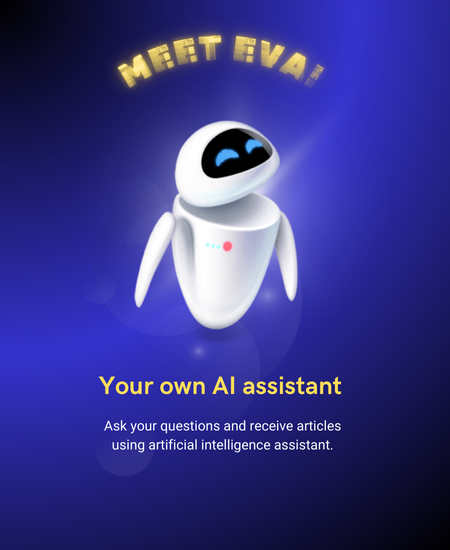 MEET EVA!
Your own AI assistant
Ask your questions and receive articles
using artificial intelligence assistant.